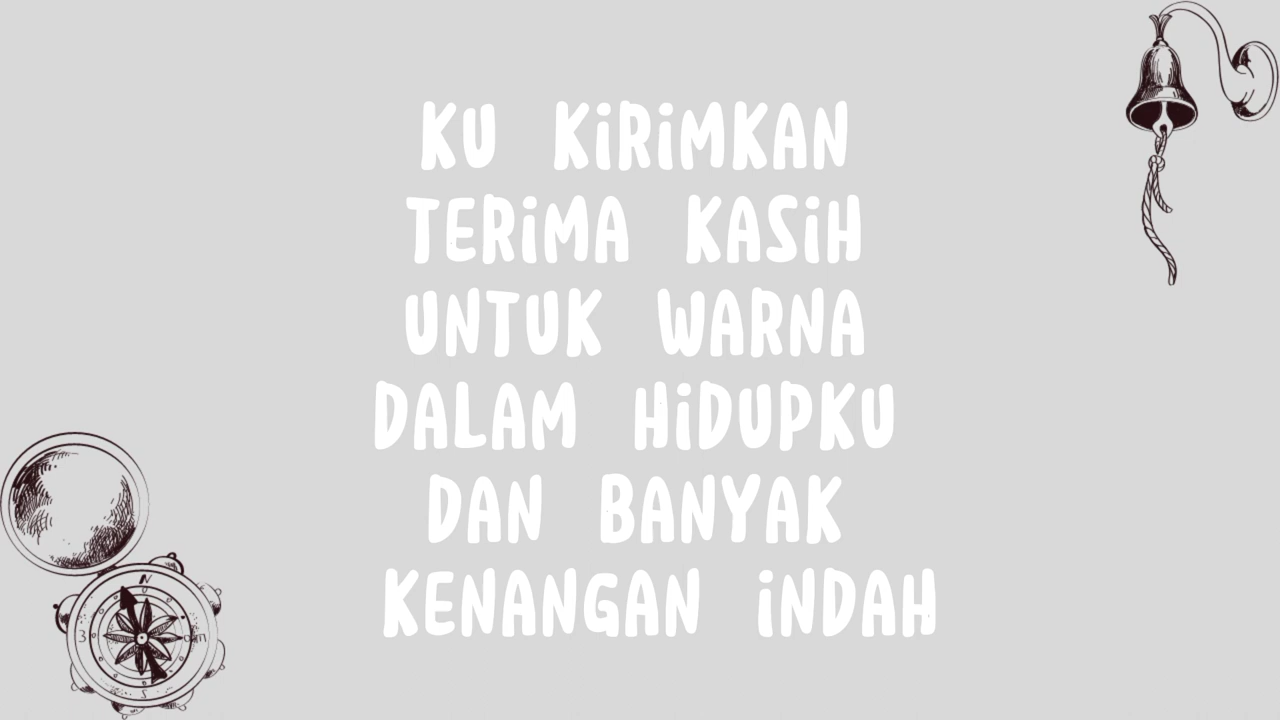 KU KiRiMKAN
TERiMA KASiH
UNTUK WARNA
DALAM HiDUPKU
DAN BANYAK
KENANGAN iNDAH
N
S